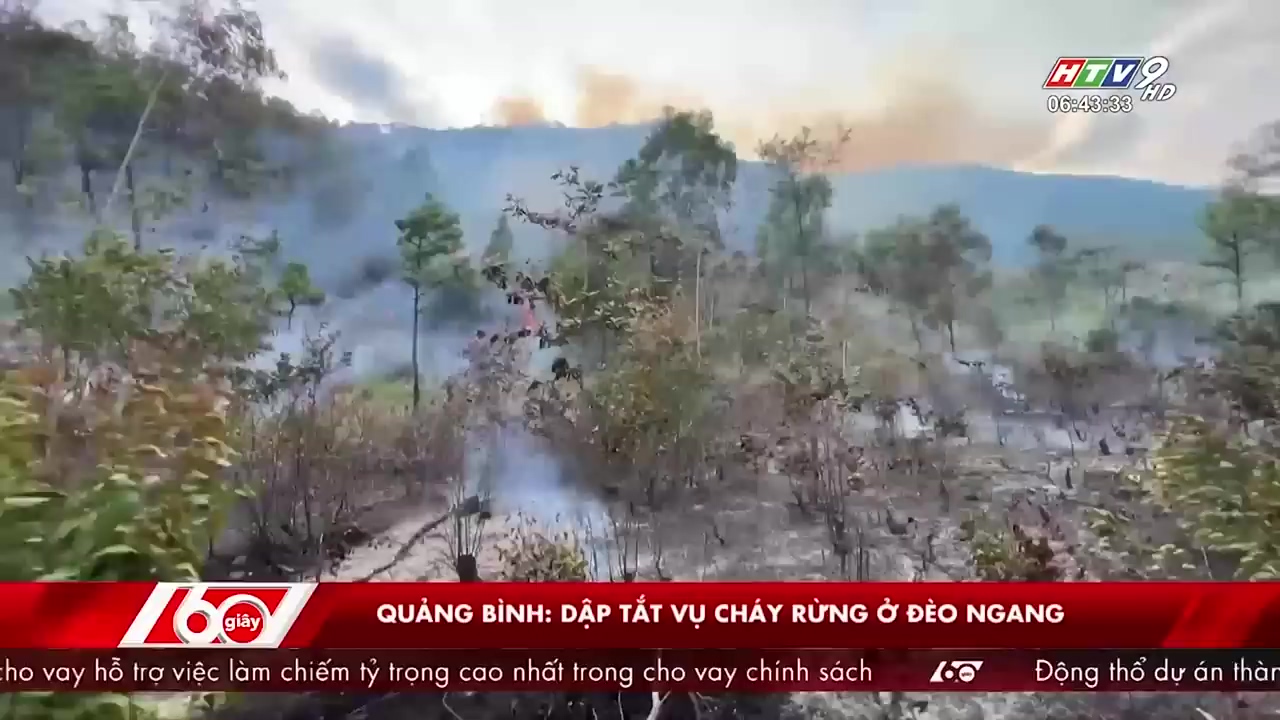 HTV9
HD
06:43:33
60 giây
QUẢNG BÌNH: DẬP TẮT VỤ CHÁY RỪNG Ở ĐÈO NGANG
cho vay hỗ trợ việc làm chiếm tỷ trọng cao nhất trong cho vay chính sách 60 giây Động thổ dự án thàn